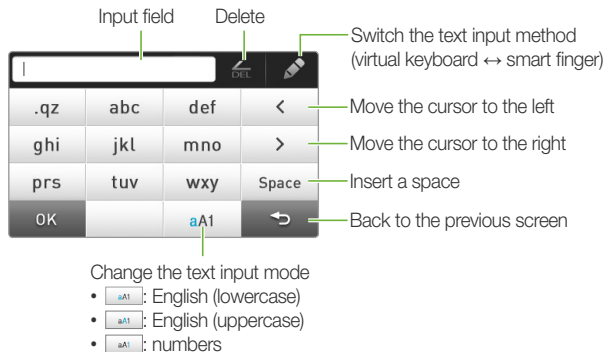 Input field Delete
Switch the text input method
(virtual keyboard ↔ smart finger)
DEL
.qz abc def <
Move the cursor to the left
ghi jkl mno >
Move the cursor to the right
prs tuv wxy Space
Insert a space
OK aA1
Back to the previous screen
Change the text input mode
• aA1: English (lowercase)
• aA1: English (uppercase)
• aA1: numbers